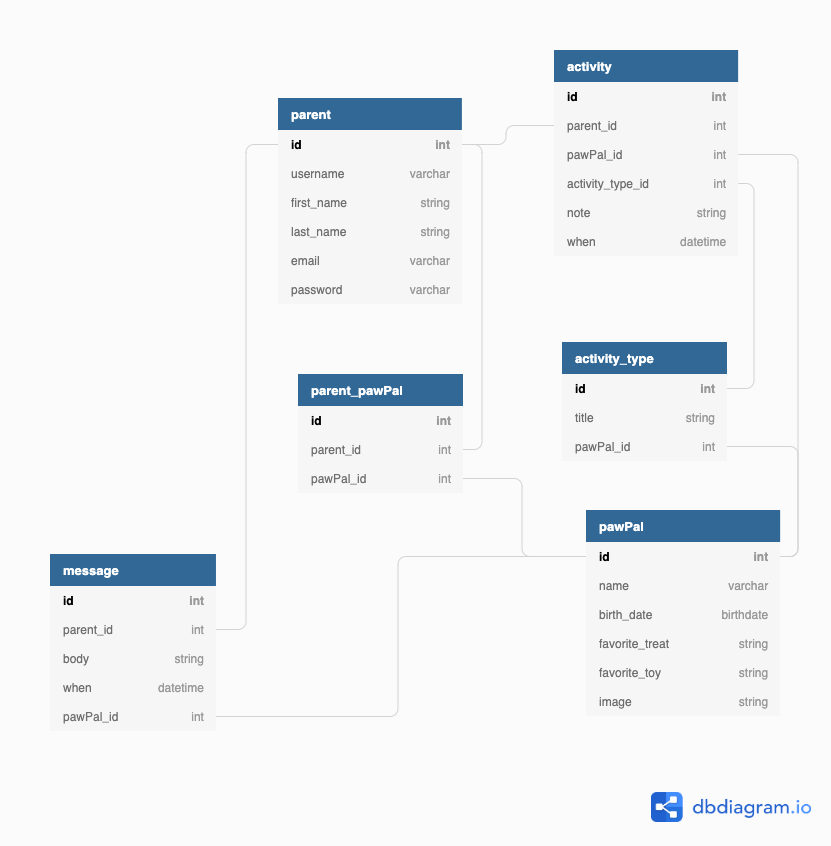 activity
id int
parent_id int
pawPal_id int
activity_type_id int
note string
when datetime
parent
id int
username varchar
first_name string
last_name string
email varchar
password varchar
activity_type
id int
title string
pawPal_id int
parent_pawPal
id int
parent_id int
pawPal_id int
pawPal
id int
name varchar
birth_date birthdate
favorite_treat string
favorite_toy string
image string
message
id int
parent_id int
body string
when datetime
pawPal_id int
dbdiagram.io